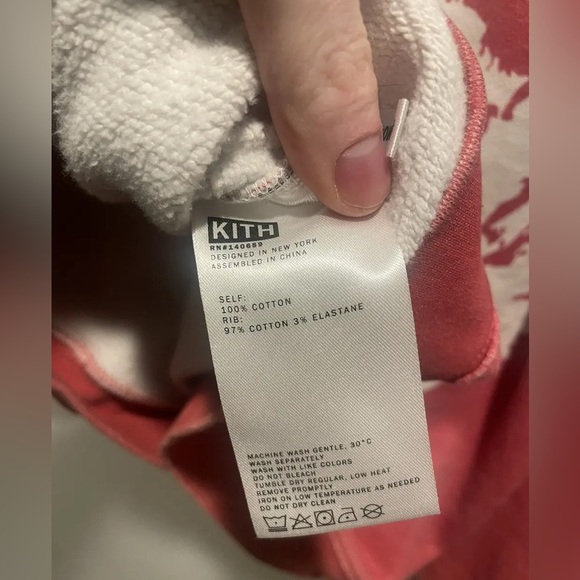 KITH
RN#140689
DESIGNED IN NEW YORK
ASSEMBLED IN CHINA
SELF:
100% COTTON
RIB:
97% COTTON 3% ELASTANE
MACHINE WASH GENTLE, 30°C
WASH SEPARATELY
WASH WITH LIKE COLORS
DO NOT BLEACH
TUMBLE DRY REGULAR, LOW HEAT
REMOVE PROMPTLY
IRON ON LOW TEMPERATURE AS NEEDED
DO NOT DRY CLEAN